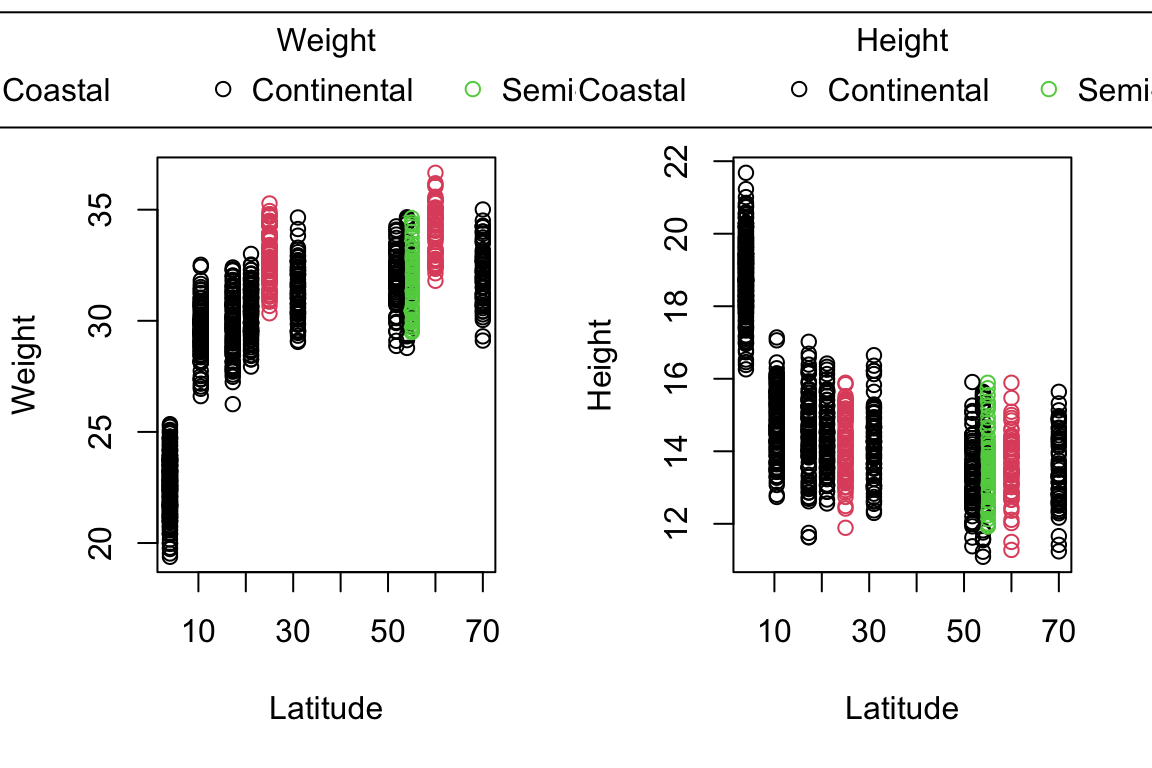 Weight
Coastal Continental Semi
Weight
35
30
25
20
10 30 50 70
Latitude
Height
Coastal Continental Semi-
Height
22
20
18
16
14
12
10 30 50 70
Latitude